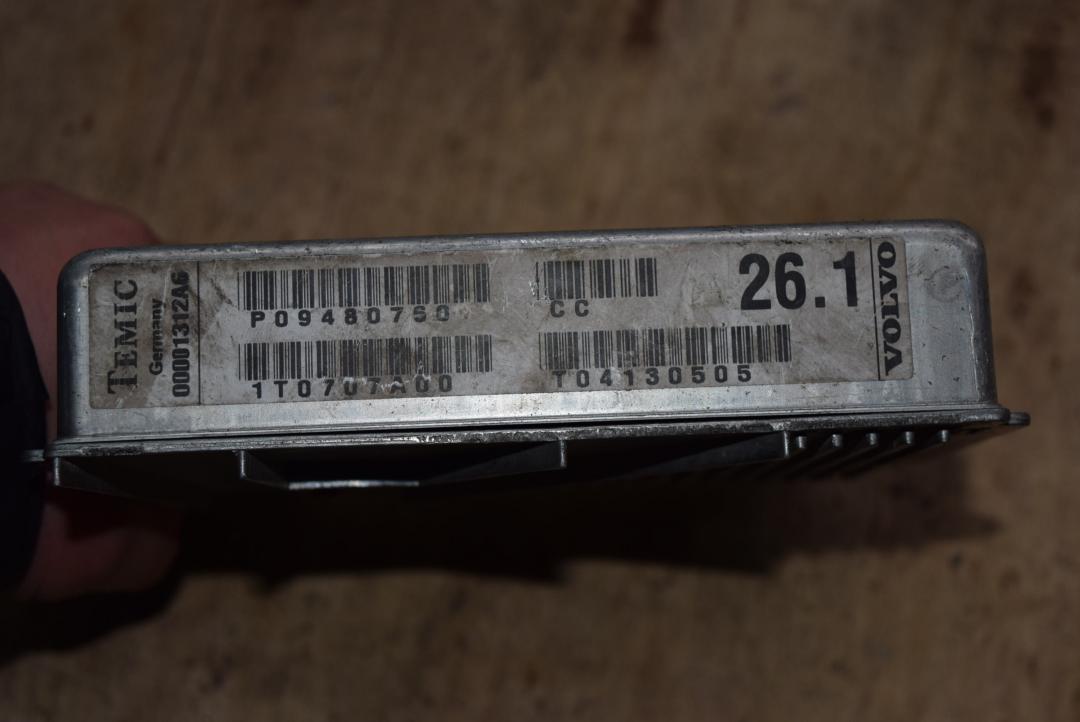 TEMIC
Germany
00001312A6
P09480760
CC
26.1
1T0707A00
T04130505
VOLVO